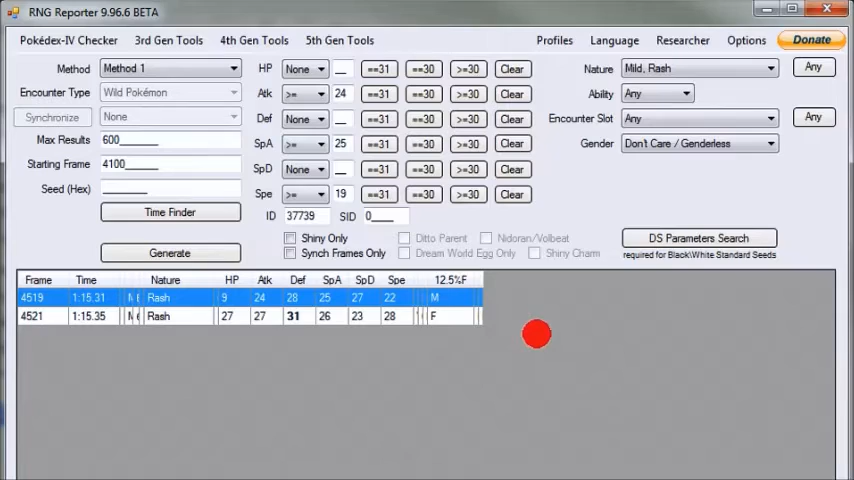 RNG Reporter 9.96.6 BETA
Pokédex-IV Checker 3rd Gen Tools 4th Gen Tools 5th Gen Tools Profiles Language Researcher Options Donate
Method Method 1 HP None __ ==31 ==30 >=30 Clear Nature Mild, Rash Any
Encounter Type Wild Pokémon Atk >= 24 ==31 ==30 >=30 Clear Ability Any
Synchronize None Def None __ ==31 ==30 >=30 Clear Encounter Slot Any Any
Max Results 600______ SpA >= 25 ==31 ==30 >=30 Clear Gender Don't Care / Genderless
Starting Frame 4100______ SpD None __ ==31 ==30 >=30 Clear
Seed (Hex) ________ Spe >= 19 ==31 ==30 >=30 Clear
Time Finder ID 37739 SID 0____
Shiny Only Ditto Parent Nidoran/Volbeat DS Parameters Search
Generate Synch Frames Only Dream World Egg Only Shiny Charm required for Black\White Standard Seeds
Frame Time Nature HP Atk Def SpA SpD Spe 12.5%F
4519 1:15.31 Rash 9 24 28 25 27 22 M
4521 1:15.35 Rash 27 27 31 26 23 28 F